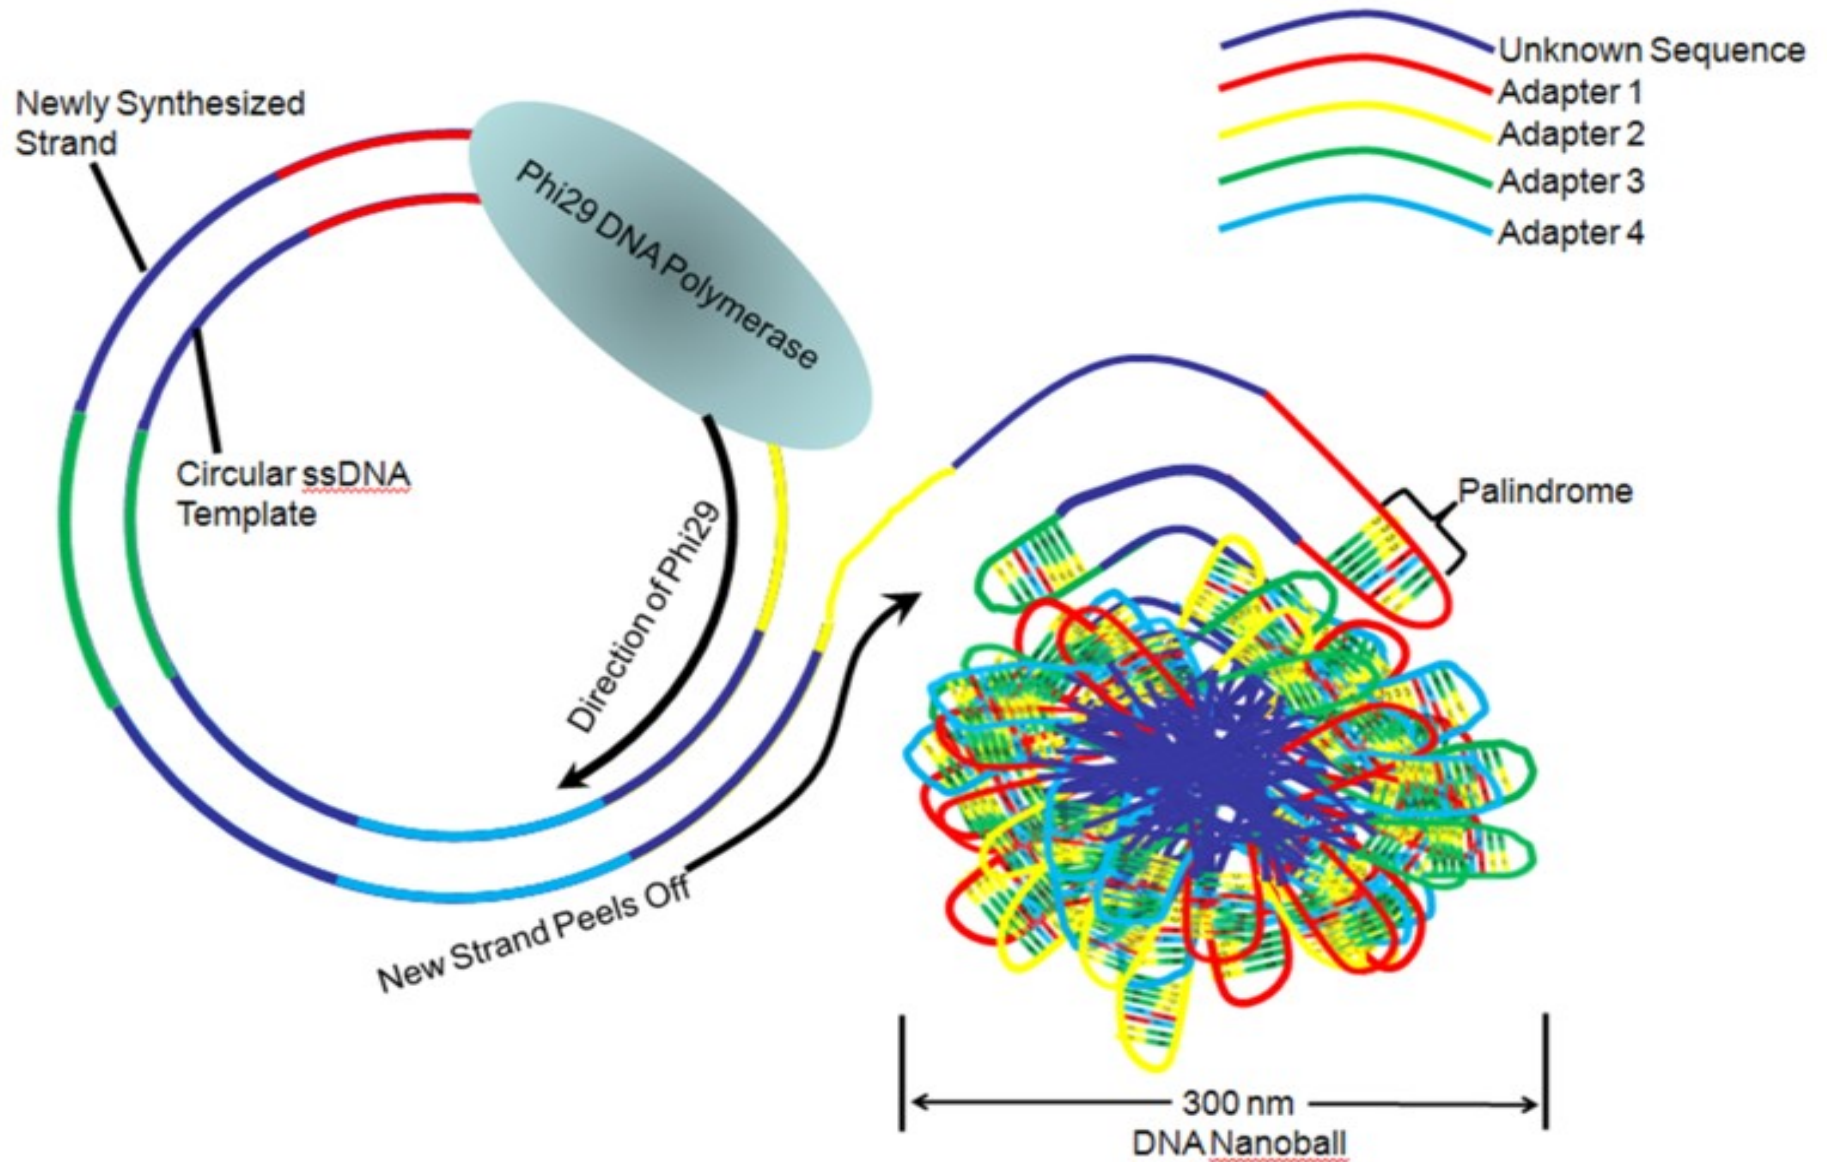 Newly Synthesized
Strand
Phi29 DNA Polymerase
Unknown Sequence
Adapter 1
Adapter 2
Adapter 3
Adapter 4
Circular ssDNA
Template
Direction of Phi29
Palindrome
New Strand Peels Off
300 nm
DNA Nanoball